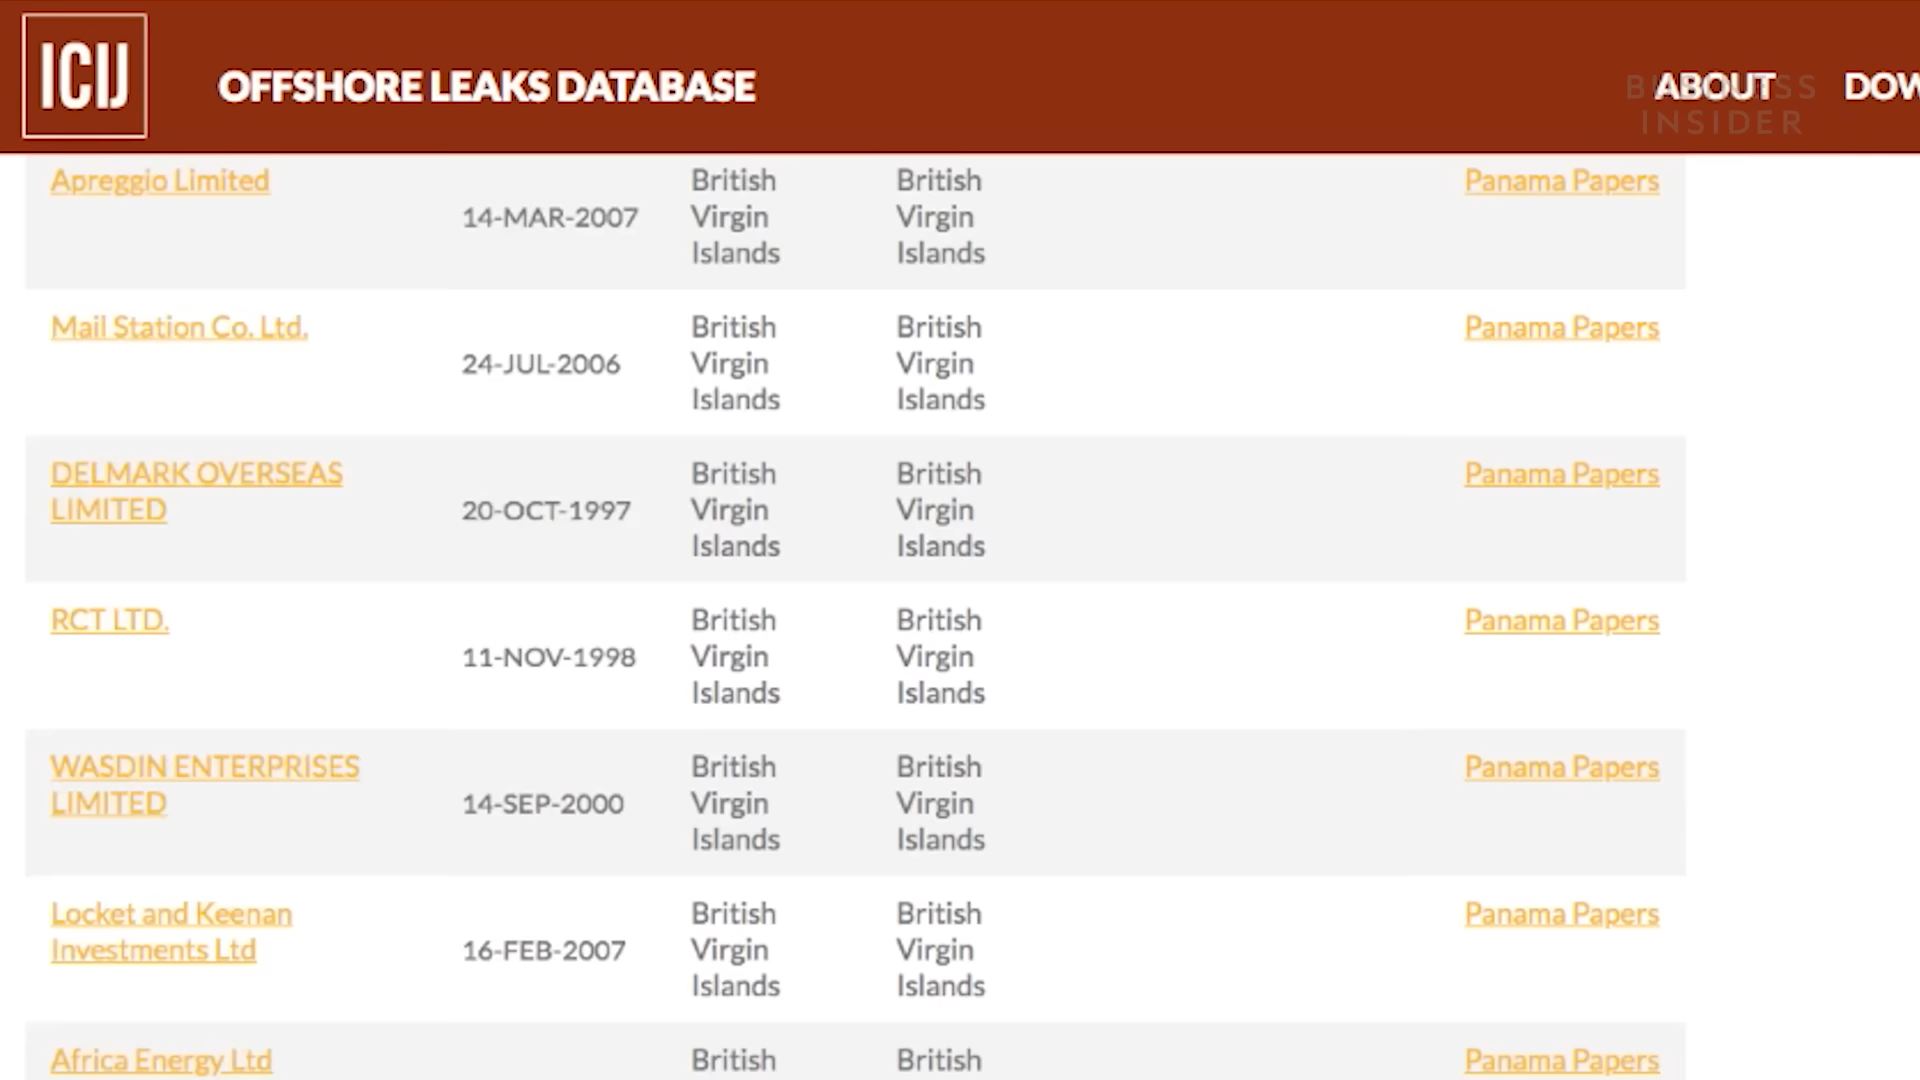 ICIJ
OFFSHORE LEAKS DATABASE
ABOUT
DOW
BUSINESS
INSIDER
Apreggio Limited
14-MAR-2007
British
Virgin
Islands
British
Virgin
Islands
Panama Papers
Mail Station Co. Ltd.
24-JUL-2006
British
Virgin
Islands
British
Virgin
Islands
Panama Papers
DELMARK OVERSEAS
LIMITED
20-OCT-1997
British
Virgin
Islands
British
Virgin
Islands
Panama Papers
RCT LTD.
11-NOV-1998
British
Virgin
Islands
British
Virgin
Islands
Panama Papers
WASDIN ENTERPRISES
LIMITED
14-SEP-2000
British
Virgin
Islands
British
Virgin
Islands
Panama Papers
Locket and Keenan
Investments Ltd
16-FEB-2007
British
Virgin
Islands
British
Virgin
Islands
Panama Papers
Africa Energy Ltd
British
British
Panama Papers